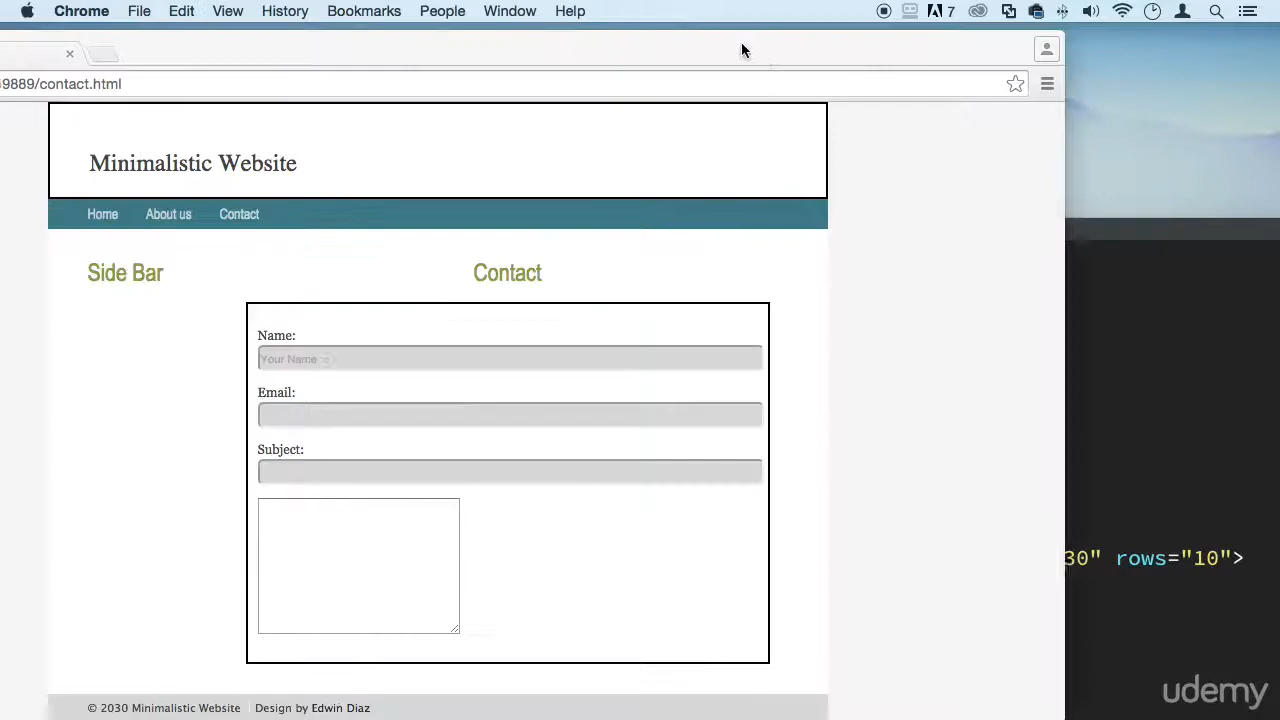 Chrome File Edit View History Bookmarks People Window Help 7
9889/contact.html
Minimalistic Website
Home About us Contact
Side Bar Contact
Name:
Your Name
Email:
Subject:
30" rows="10">
udemy
© 2030 Minimalistic Website Design by Edwin Diaz